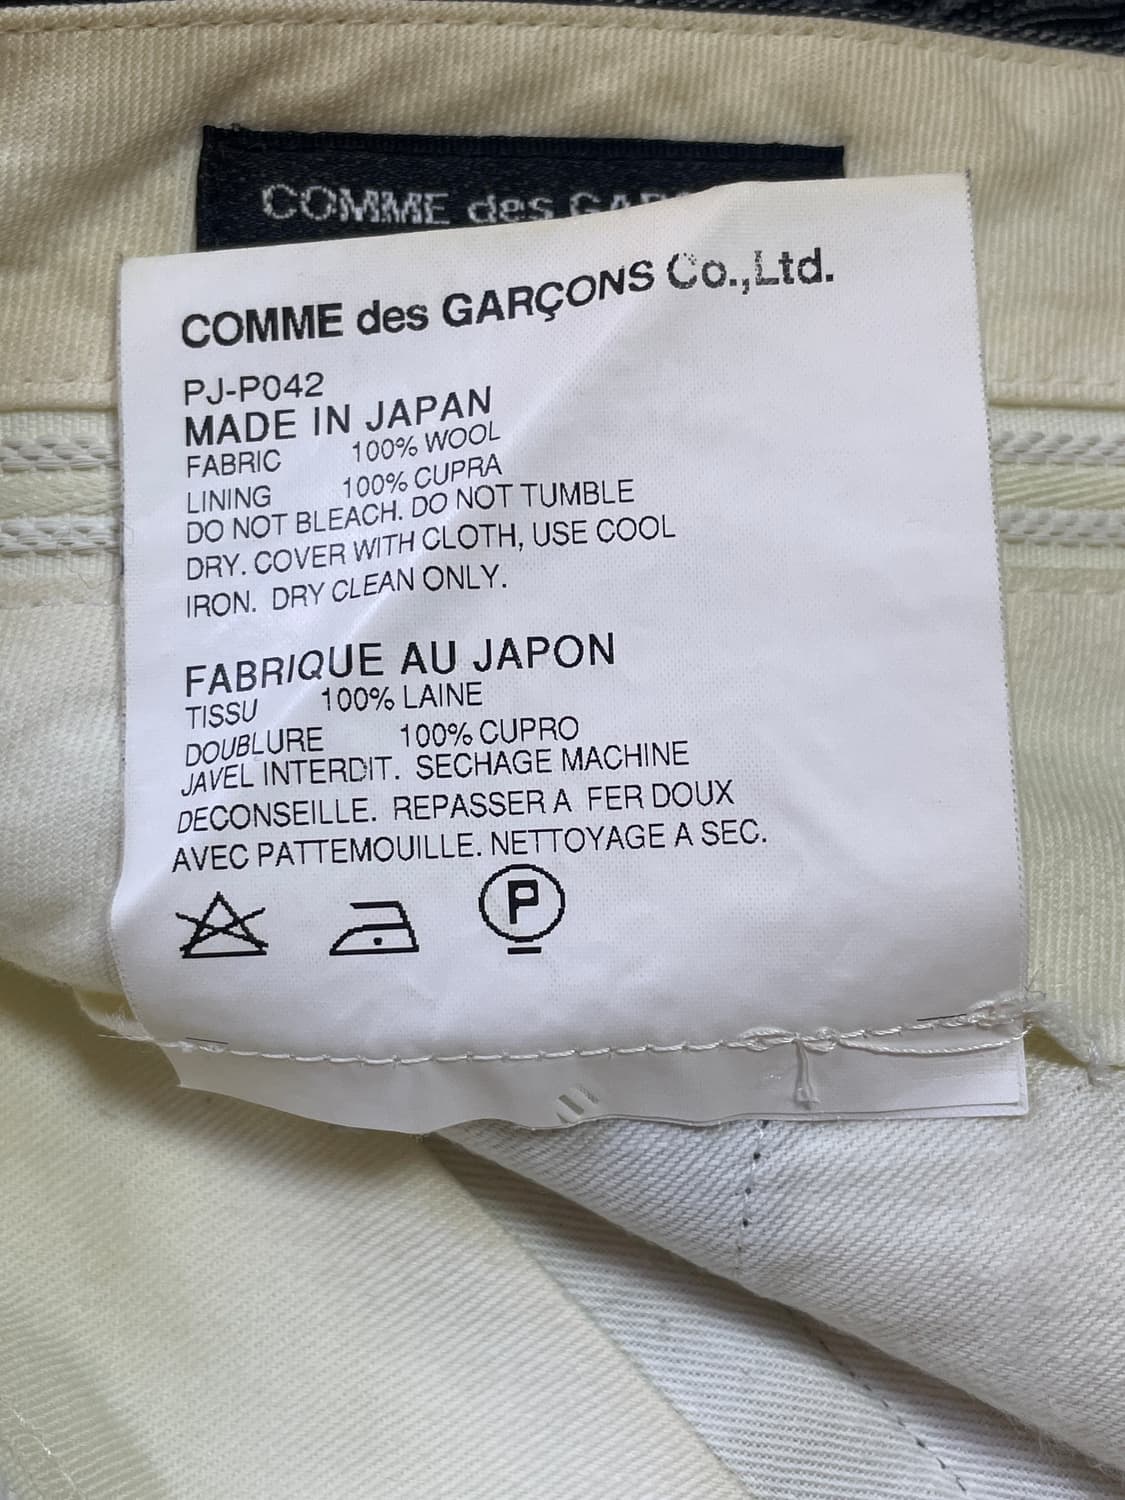 COMME des
COMME des GARÇONS Co.,Ltd.
PJ-P042
MADE IN JAPAN
FABRIC 100% WOOL
LINING 100% CUPRA
DO NOT BLEACH. DO NOT TUMBLE
DRY. COVER WITH CLOTH, USE COOL
IRON. DRY CLEAN ONLY.
FABRIQUE AU JAPON
TISSU 100% LAINE
DOUBLURE 100% CUPRO
JAVEL INTERDIT. SECHAGE MACHINE
DECONSEILLE. REPASSER A FER DOUX
AVEC PATTEMOUILLE. NETTOYAGE A SEC.
P